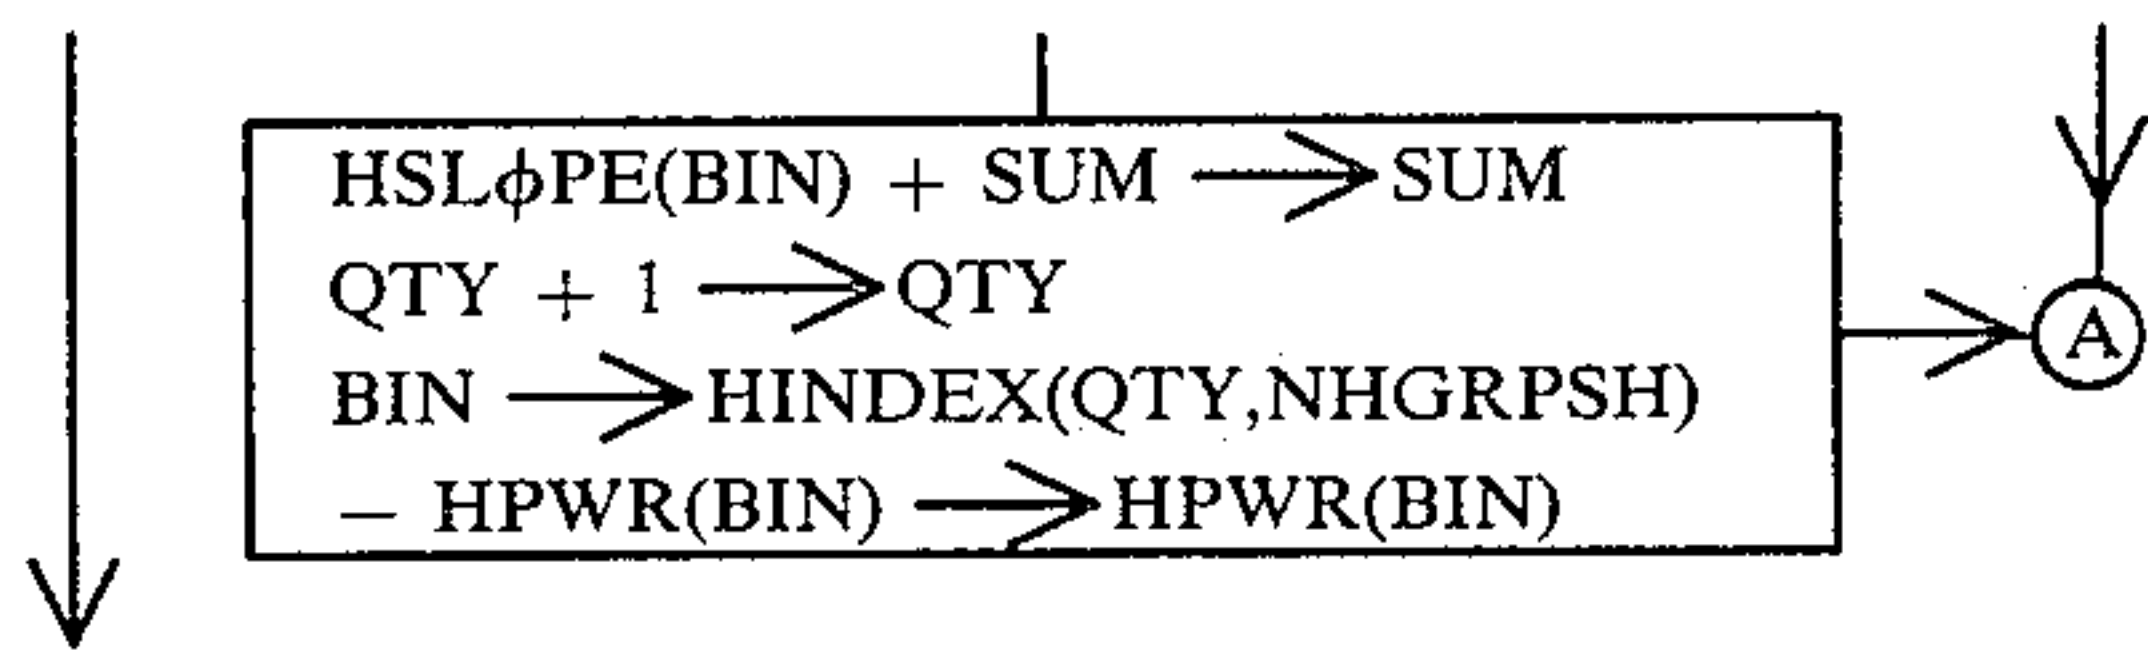 HSLϕPE(BIN) + SUM → SUM
QTY + 1 → QTY
BIN → HINDEX(QTY,NHGRPSH)
− HPWR(BIN) → HPWR(BIN)
A